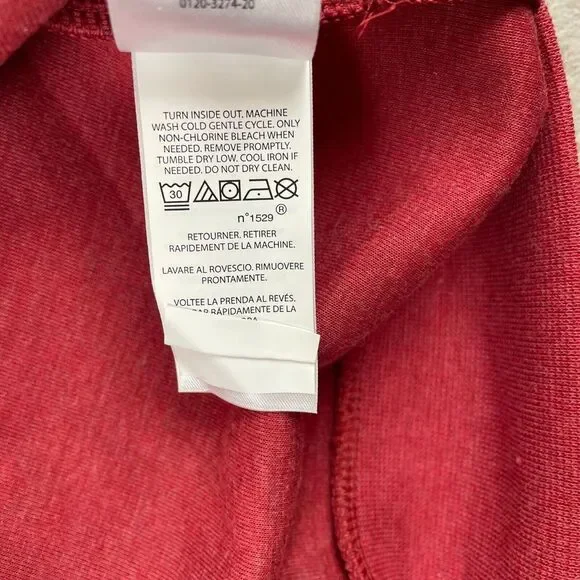 0120-3274-20
TURN INSIDE OUT. MACHINE
WASH COLD GENTLE CYCLE. ONLY
NON-CHLORINE BLEACH WHEN
NEEDED. REMOVE PROMPTLY.
TUMBLE DRY LOW. COOL IRON IF
NEEDED. DO NOT DRY CLEAN.
30
n°1529 ®
RETOURNER. RETIRER
RAPIDEMENT DE LA MACHINE.
LAVARE AL ROVESCIO. RIMUOVERE
PRONTAMENTE.
VOLTEE LA PRENDA AL REVÉS.
RÁPIDAMENTE DE LA